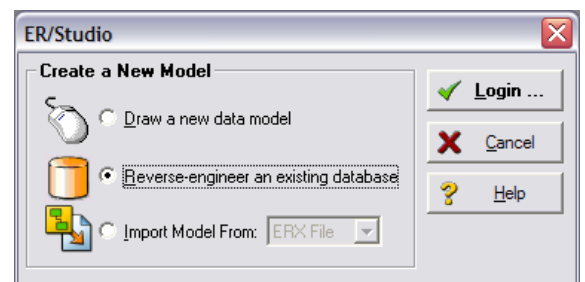 ER/Studio
Create a New Model
Login ...
Draw a new data model
Cancel
Reverse-engineer an existing database
Help
Import Model From: ERX File